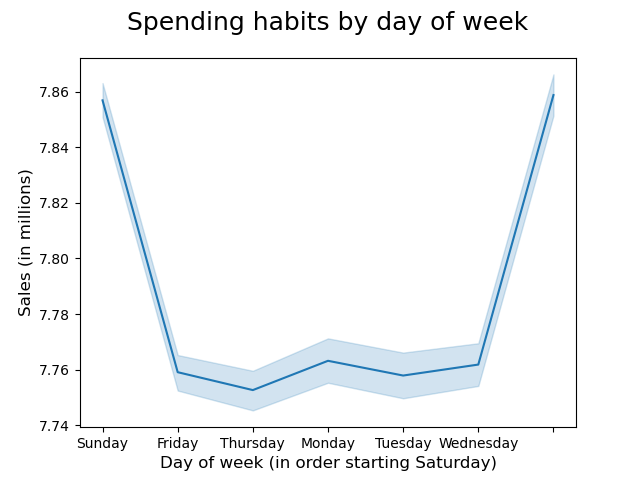 Spending habits by day of week
7.86
7.84
7.82
7.80
7.78
7.76
7.74
Sales (in millions)
Sunday Friday Thursday Monday Tuesday Wednesday
Day of week (in order starting Saturday)